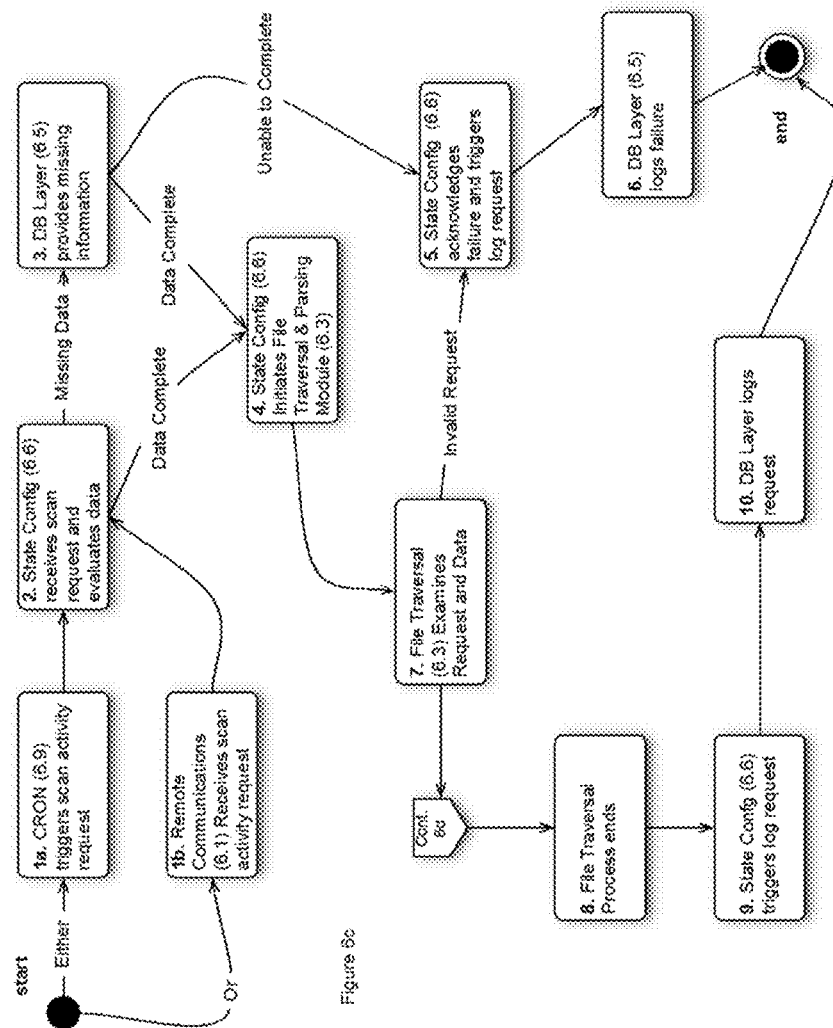 start
Either
Or
1a. CRON (6.9)
triggers scan activity
request
1b. Remote
Communications
(6.1) Receives scan
activity request
2. State Config (6.6)
receives scan
request and
evaluates data
Missing Data
3. DB Layer (6.5)
provides missing
information
Data Complete
Data Complete
Unable to Complete
4. State Config (6.6)
Initiates File
Traversal & Parsing
Module (6.3)
5. State Config (6.6)
acknowledges
failure and triggers
log request
6. DB Layer (6.5)
logs failure
7. File Traversal
(6.3) Examines
Request and Data
Invalid Request
Cont.
6d
8. File Traversal
Process ends
9. State Confg (6.6)
triggers log request
10. DB Layer logs
request
end
Figure 6c